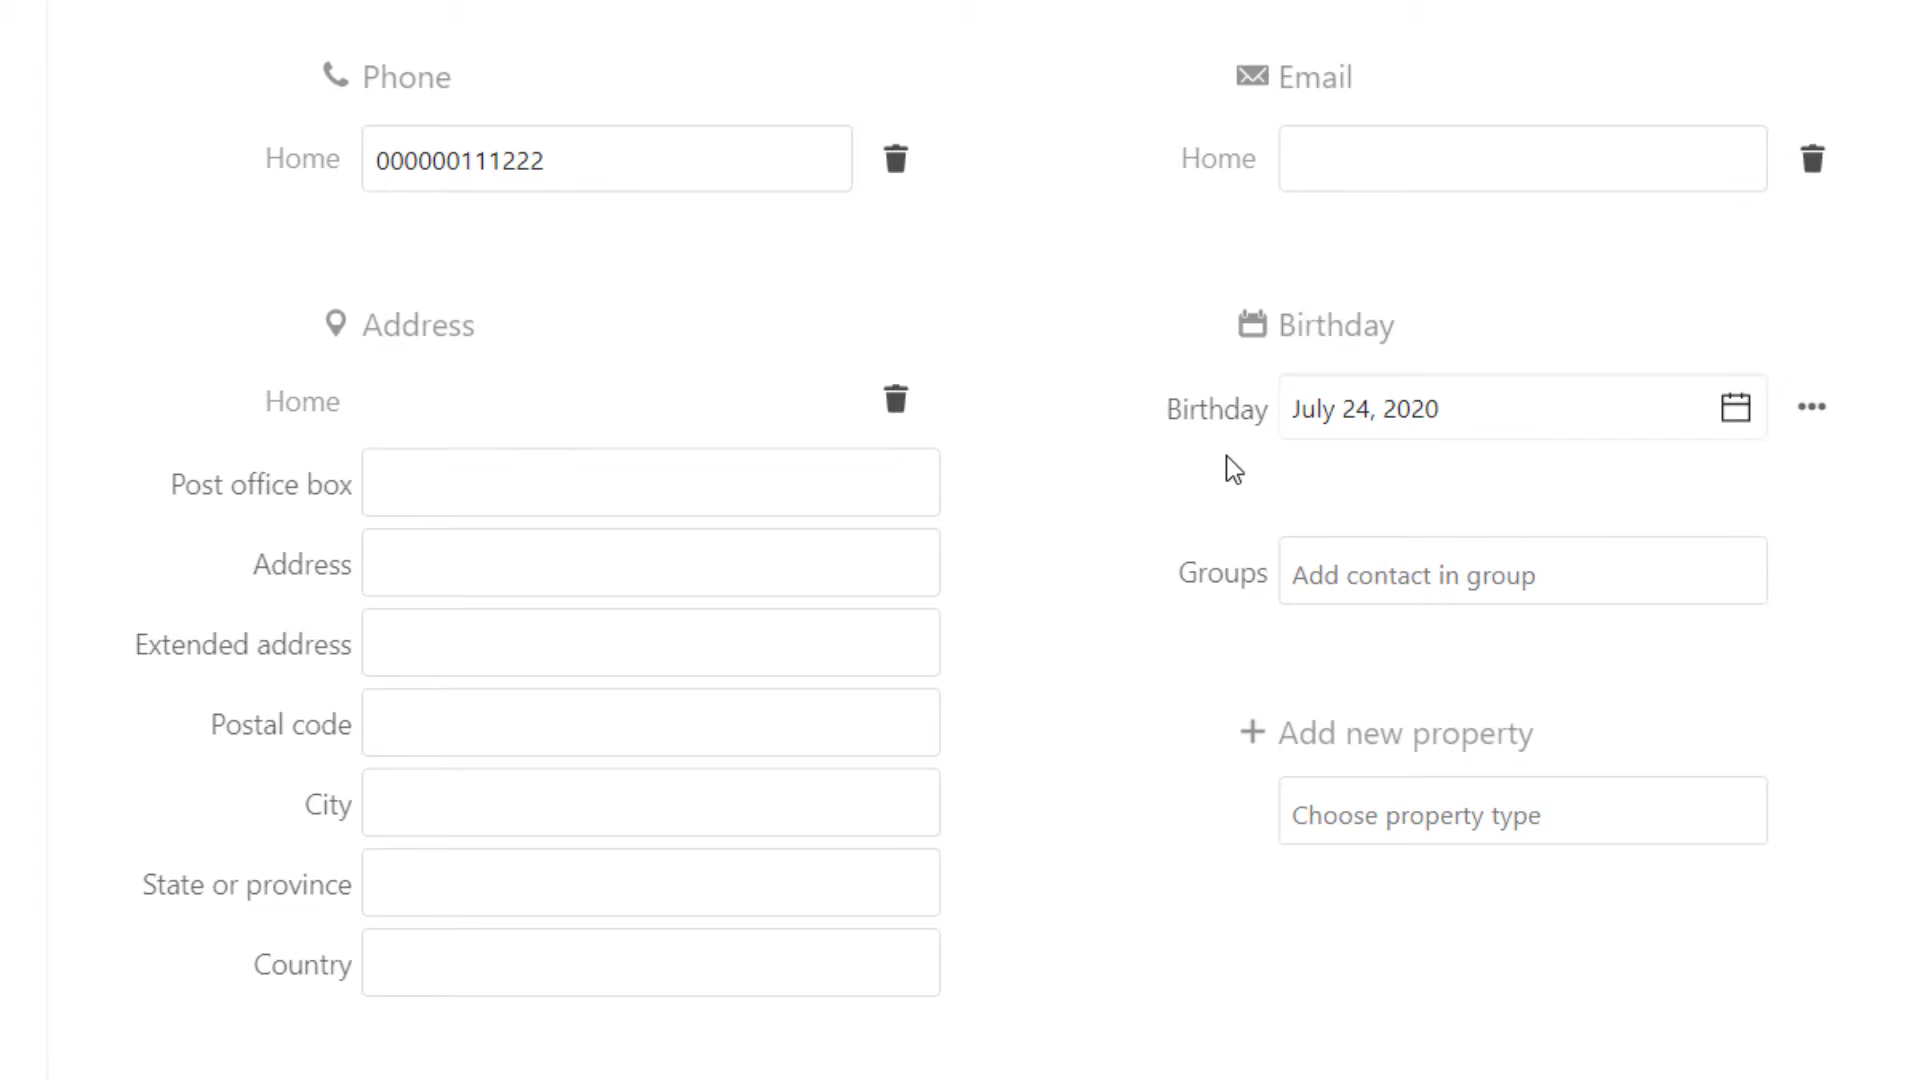 Phone
Home 000000111222
Email
Home
Address
Home
Post office box
Address
Extended address
Postal code
City
State or province
Country
Birthday
Birthday July 24, 2020
Groups Add contact in group
Add new property
Choose property type